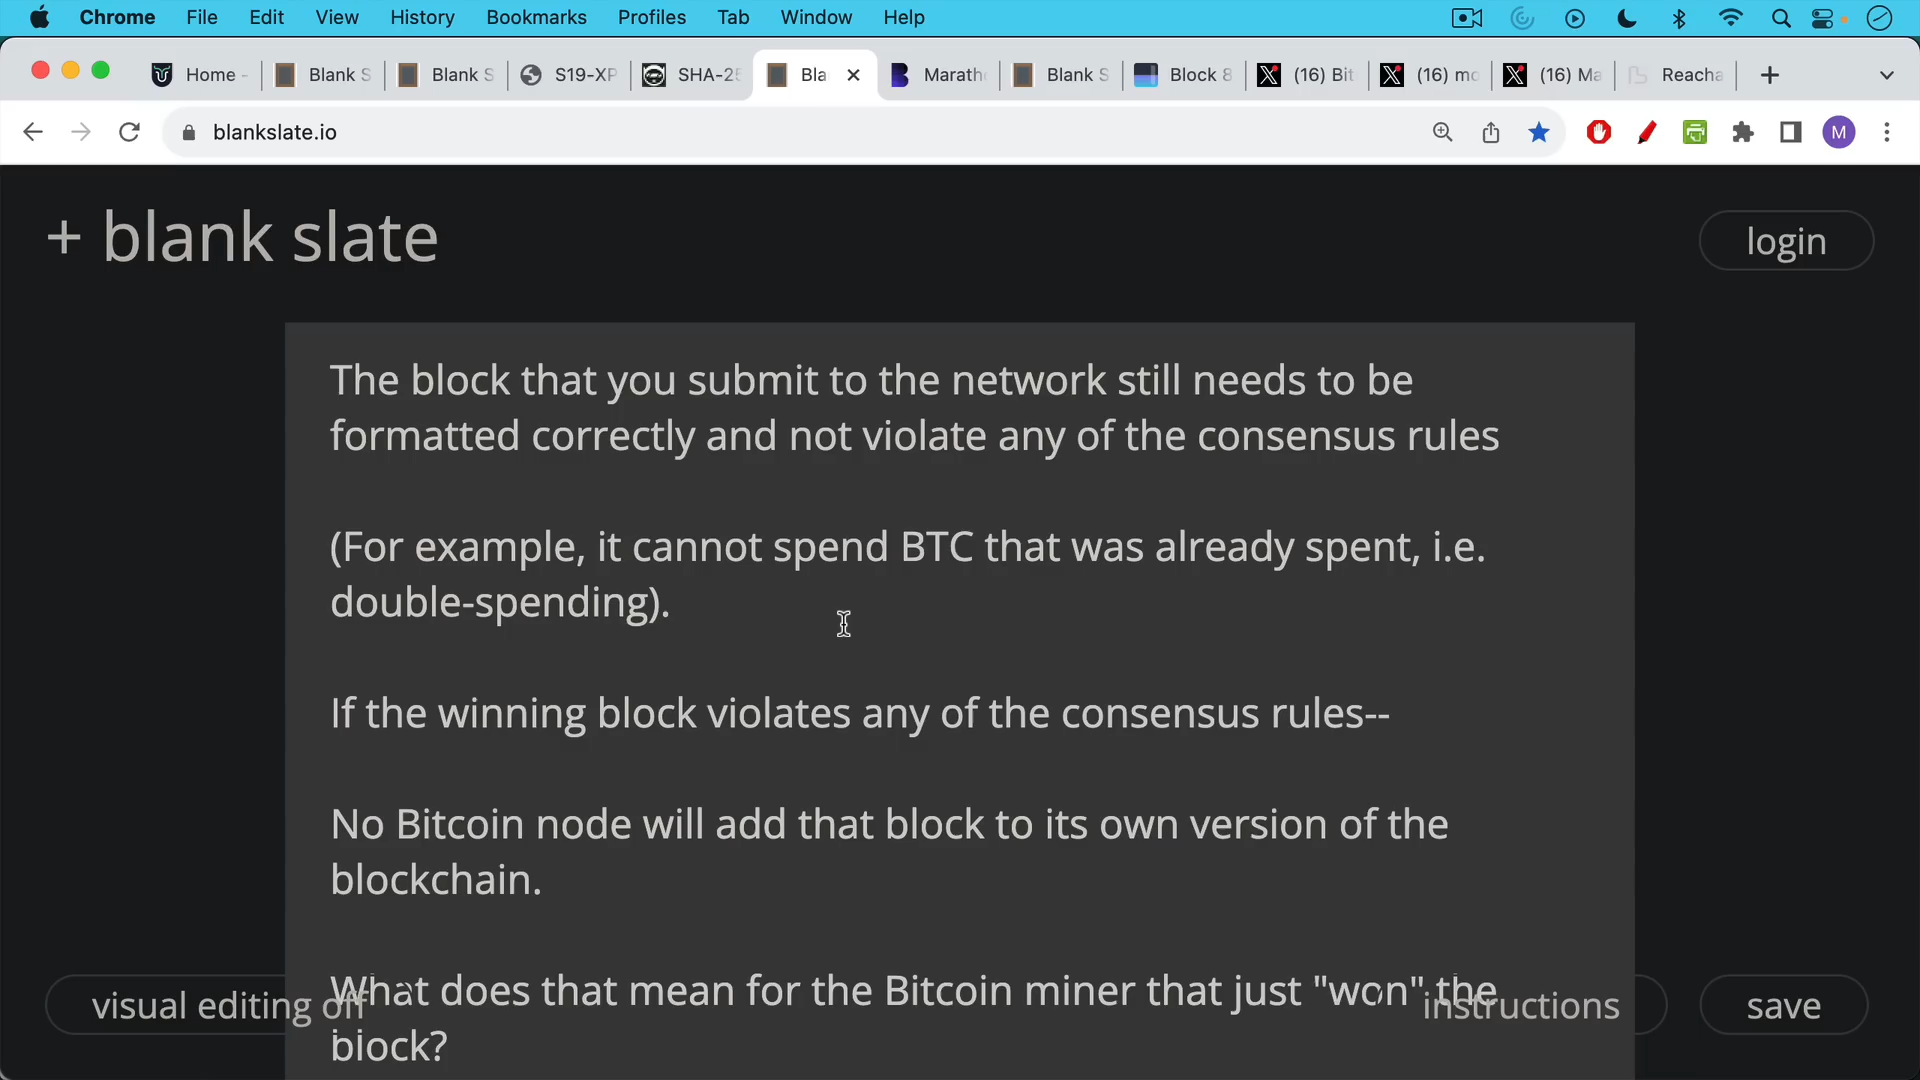 Chrome File Edit View History Bookmarks Profiles Tab Window Help
Home - Blank S Blank S S19-XP SHA-25 Bla Marath Blank S Block 8 (16) Bit (16) mo (16) Ma Reacha
blankslate.io M
+ blank slate login
The block that you submit to the network still needs to be
formatted correctly and not violate any of the consensus rules
(For example, it cannot spend BTC that was already spent, i.e.
double-spending).
If the winning block violates any of the consensus rules--
No Bitcoin node will add that block to its own version of the
blockchain.
What does that mean for the Bitcoin miner that just "won" the
block?
visual editing off instructions save